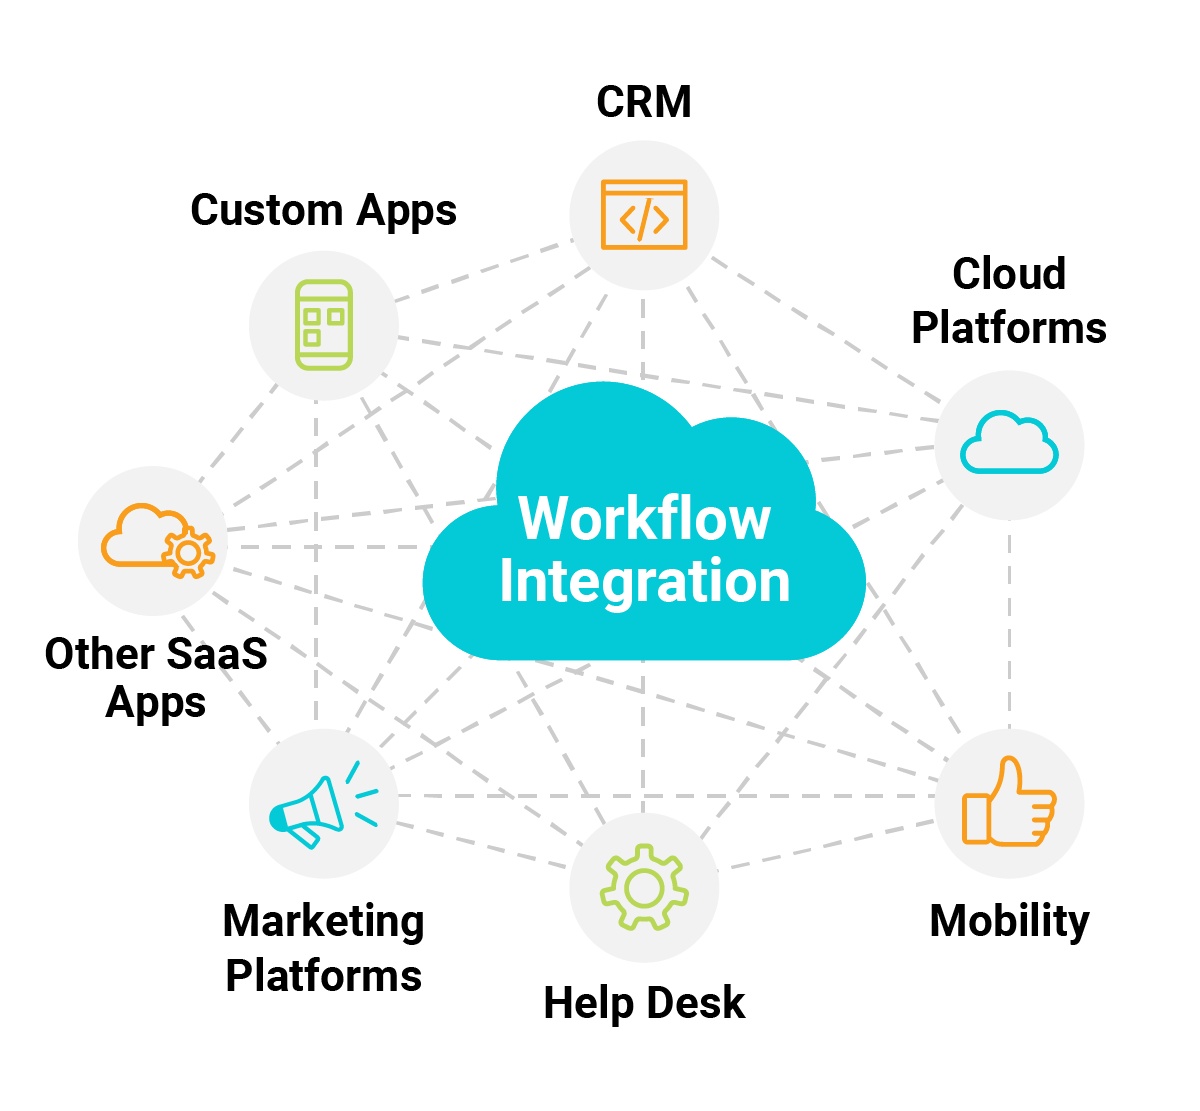 CRM
Custom Apps
Cloud
Platforms
Workflow
Integration
Other SaaS
Apps
Marketing
Platforms
Mobility
Help Desk